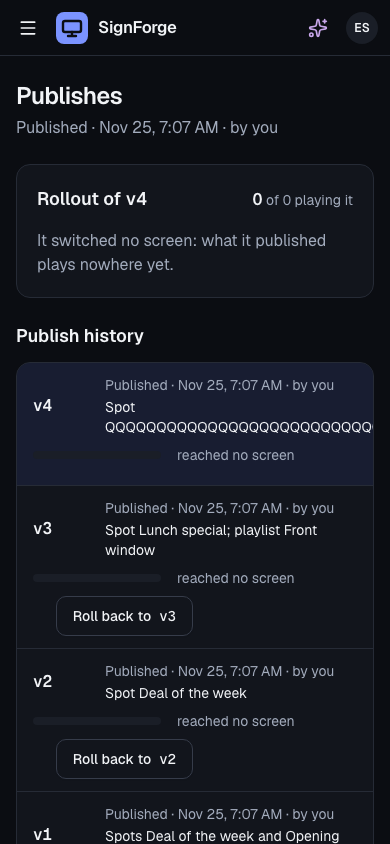 SignForge
ES
Publishes
Published · Nov 25, 7:07 AM · by you
Rollout of v4
0 of 0 playing it
It switched no screen: what it published
plays nowhere yet.
Publish history
v4
Published · Nov 25, 7:07 AM · by you
Spot
reached no screen
v3
Published · Nov 25, 7:07 AM · by you
Spot Lunch special; playlist Front
window
reached no screen
Roll back to v3
v2
Published · Nov 25, 7:07 AM · by you
Spot Deal of the week
reached no screen
Roll back to v2
v1
Published · Nov 25, 7:07 AM · by you
Spots Deal of the week and Opening